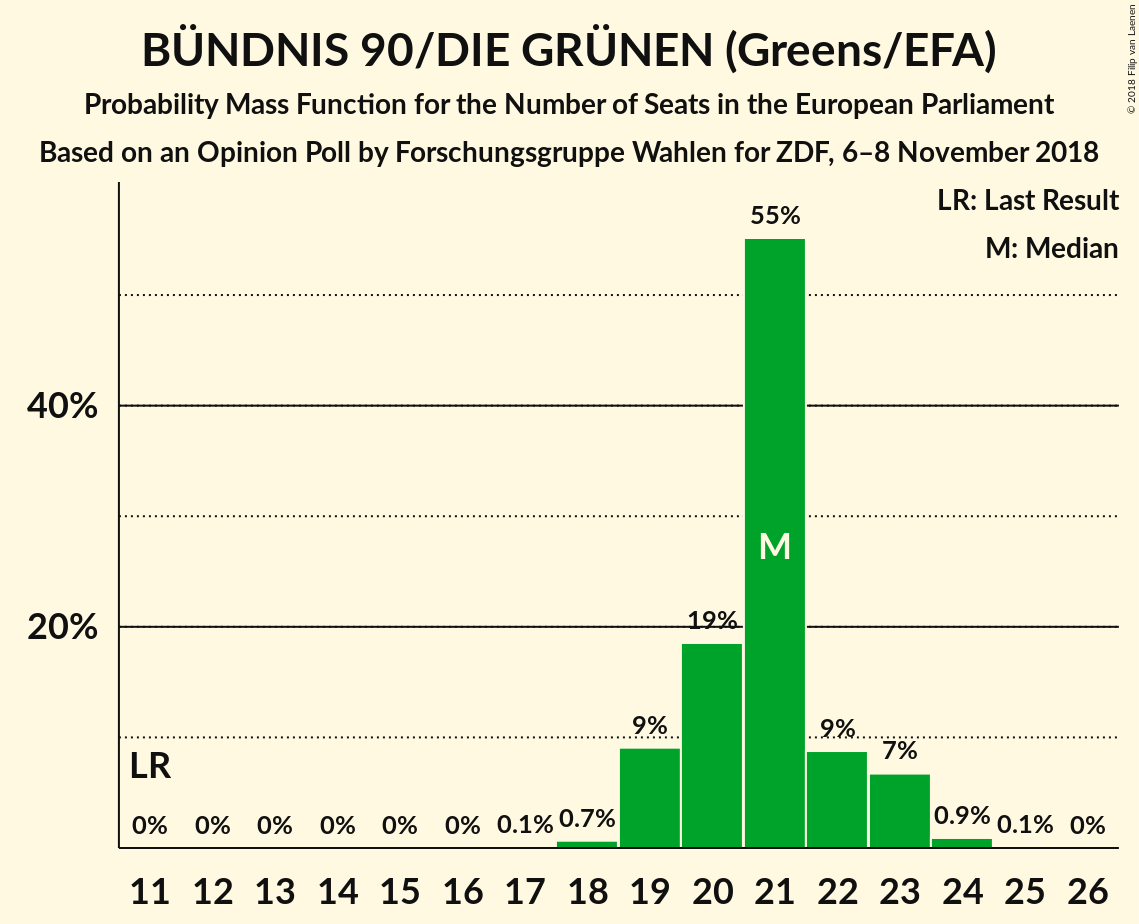 BÜNDNIS 90/DIE GRÜNEN (Greens/EFA)
Probability Mass Function for the Number of Seats in the European Parliament
Based on an Opinion Poll by Forschungsgruppe Wahlen for ZDF, 6–8 November 2018
© 2018 Filip van Laenen
LR: Last Result
M: Median
55%
40%
M
20%
19%
9%
9%
7%
LR
0%
0%
0%
0%
0%
0%
0.1%
0.7%
0.9%
0.1%
0%
11 12 13 14 15 16 17 18 19 20 21 22 23 24 25 26